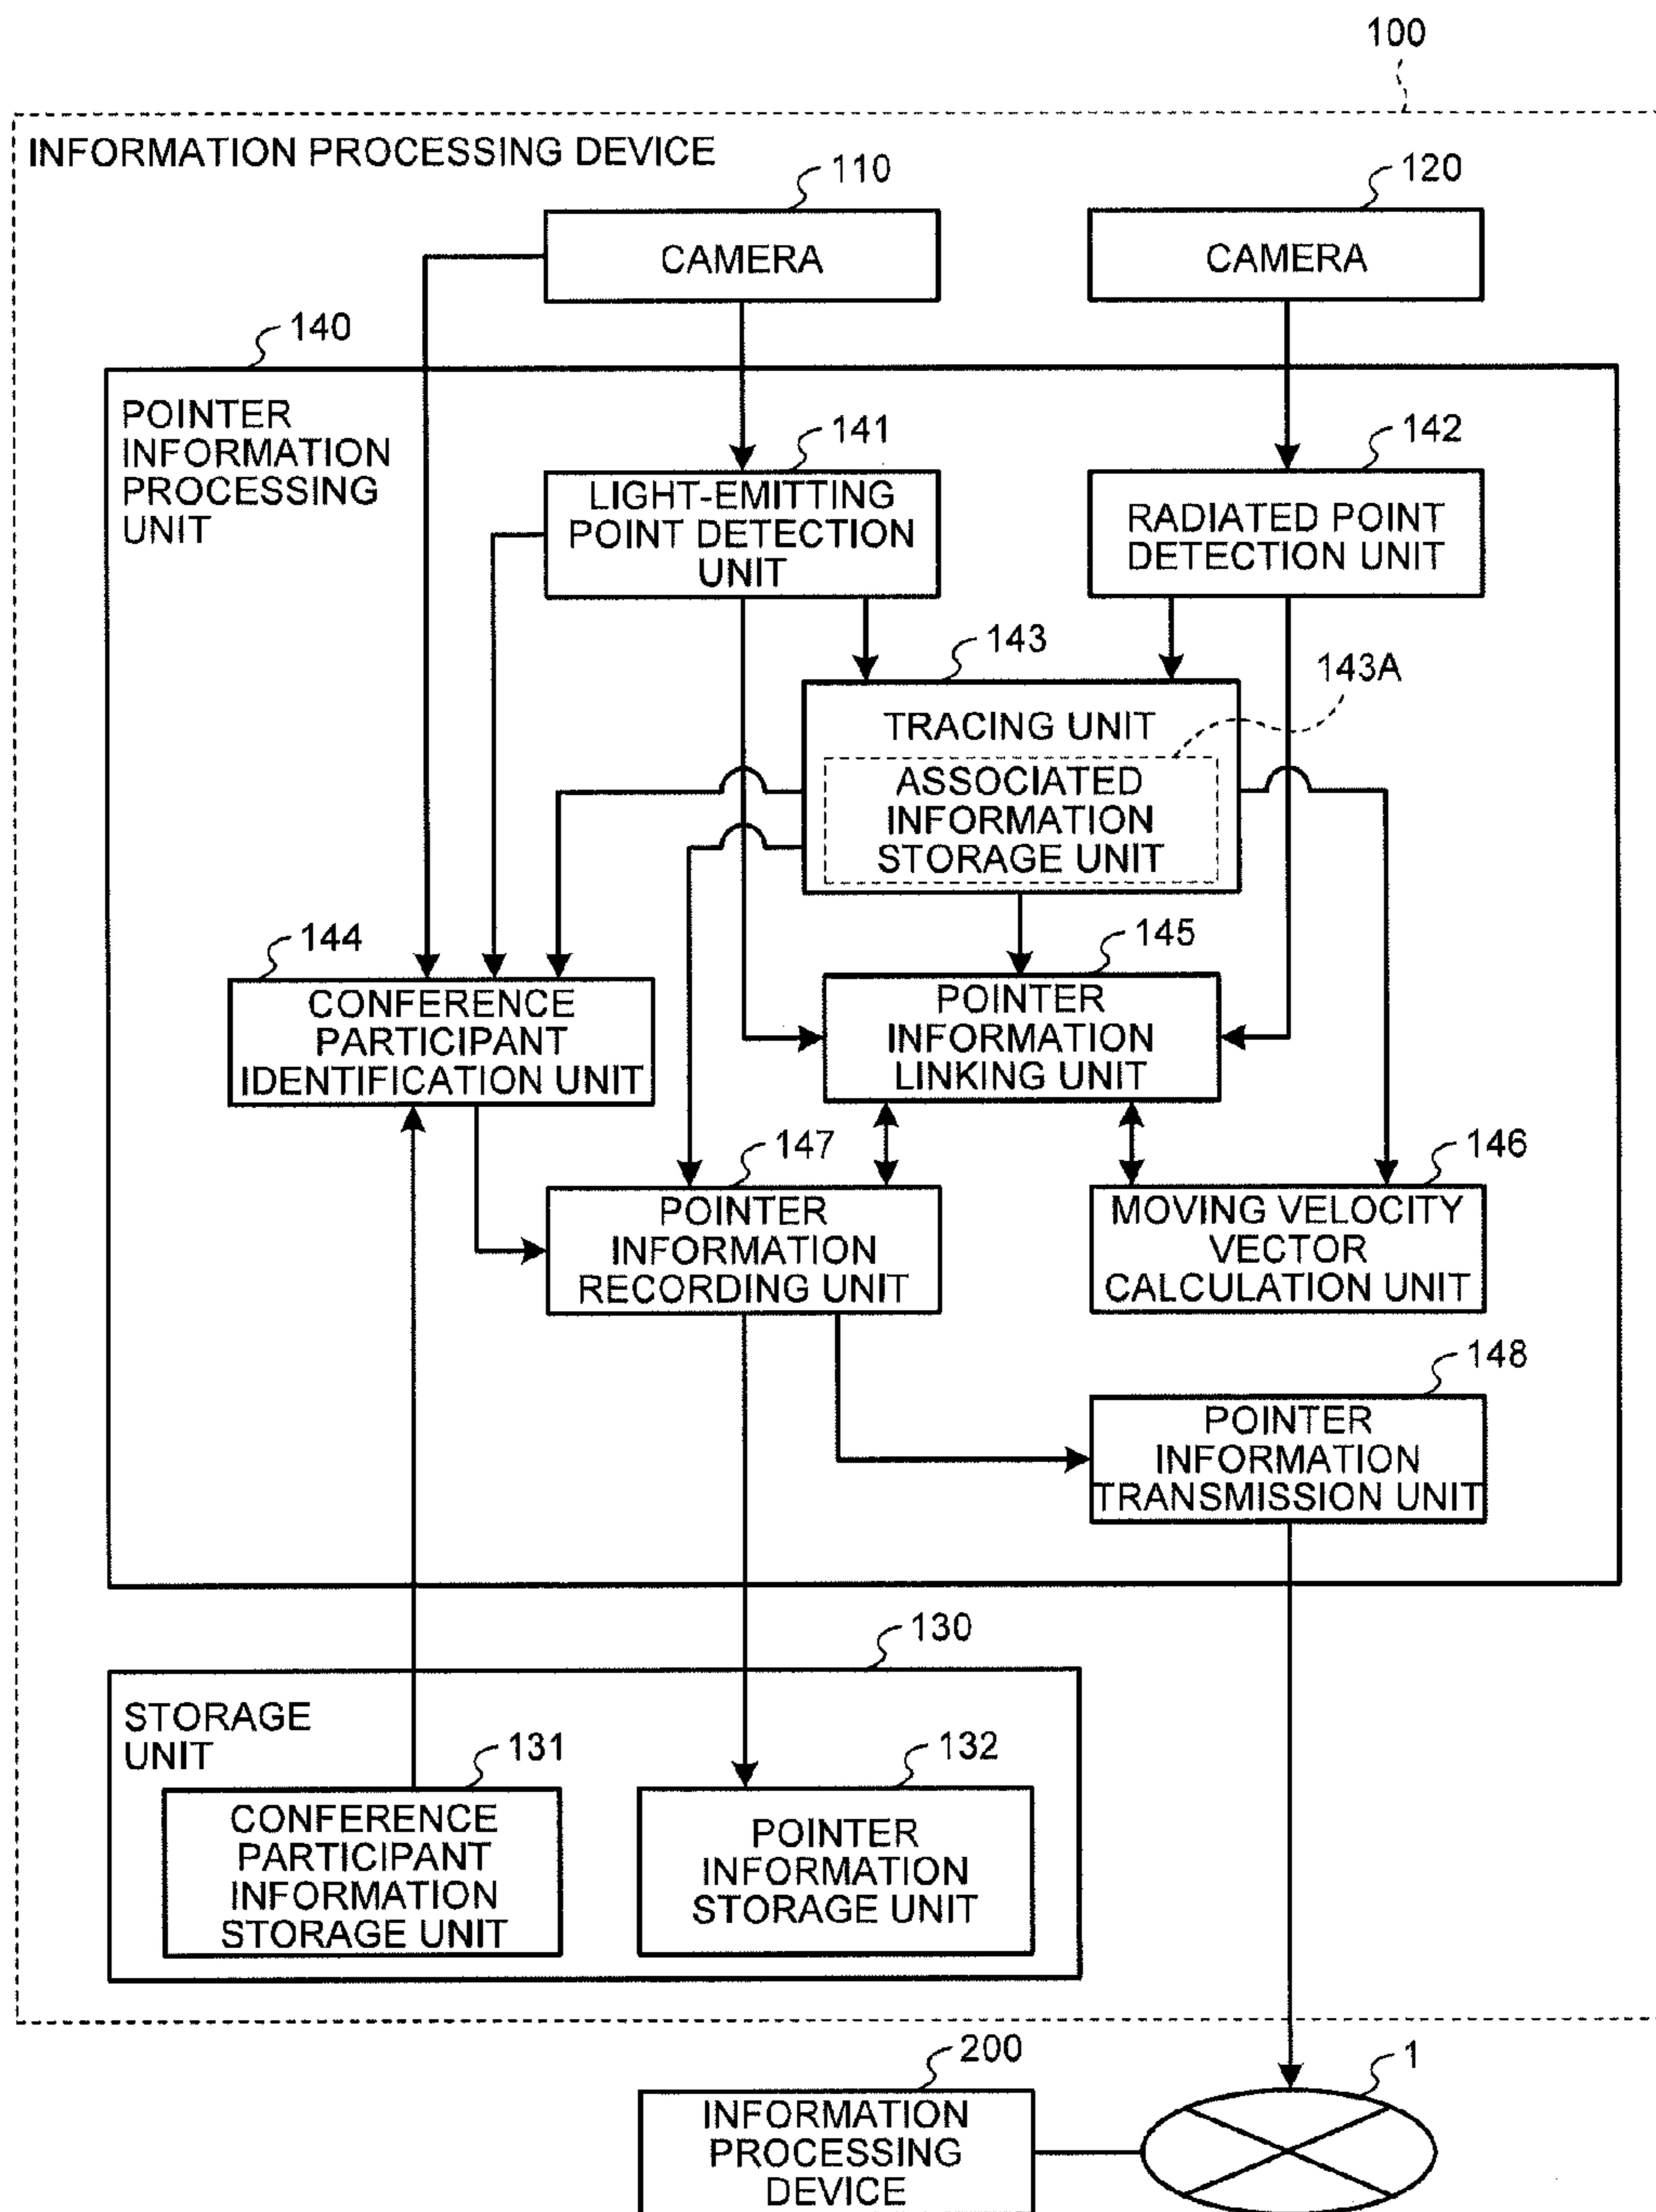 100
INFORMATION PROCESSING DEVICE
110
120
CAMERA
CAMERA
140
POINTER
INFORMATION
PROCESSING
UNIT
141
142
LIGHT-EMITTING
POINT DETECTION
UNIT
RADIATED POINT
DETECTION UNIT
143
143A
TRACING UNIT
ASSOCIATED
INFORMATION
STORAGE UNIT
144
145
CONFERENCE
PARTICIPANT
IDENTIFICATION UNIT
POINTER
INFORMATION
LINKING UNIT
147
146
POINTER
INFORMATION
RECORDING UNIT
MOVING VELOCITY
VECTOR
CALCULATION UNIT
148
POINTER
INFORMATION
TRANSMISSION UNIT
130
STORAGE
UNIT
131
132
CONFERENCE
PARTICIPANT
INFORMATION
STORAGE UNIT
POINTER
INFORMATION
STORAGE UNIT
200
1
INFORMATION
PROCESSING
DEVICE